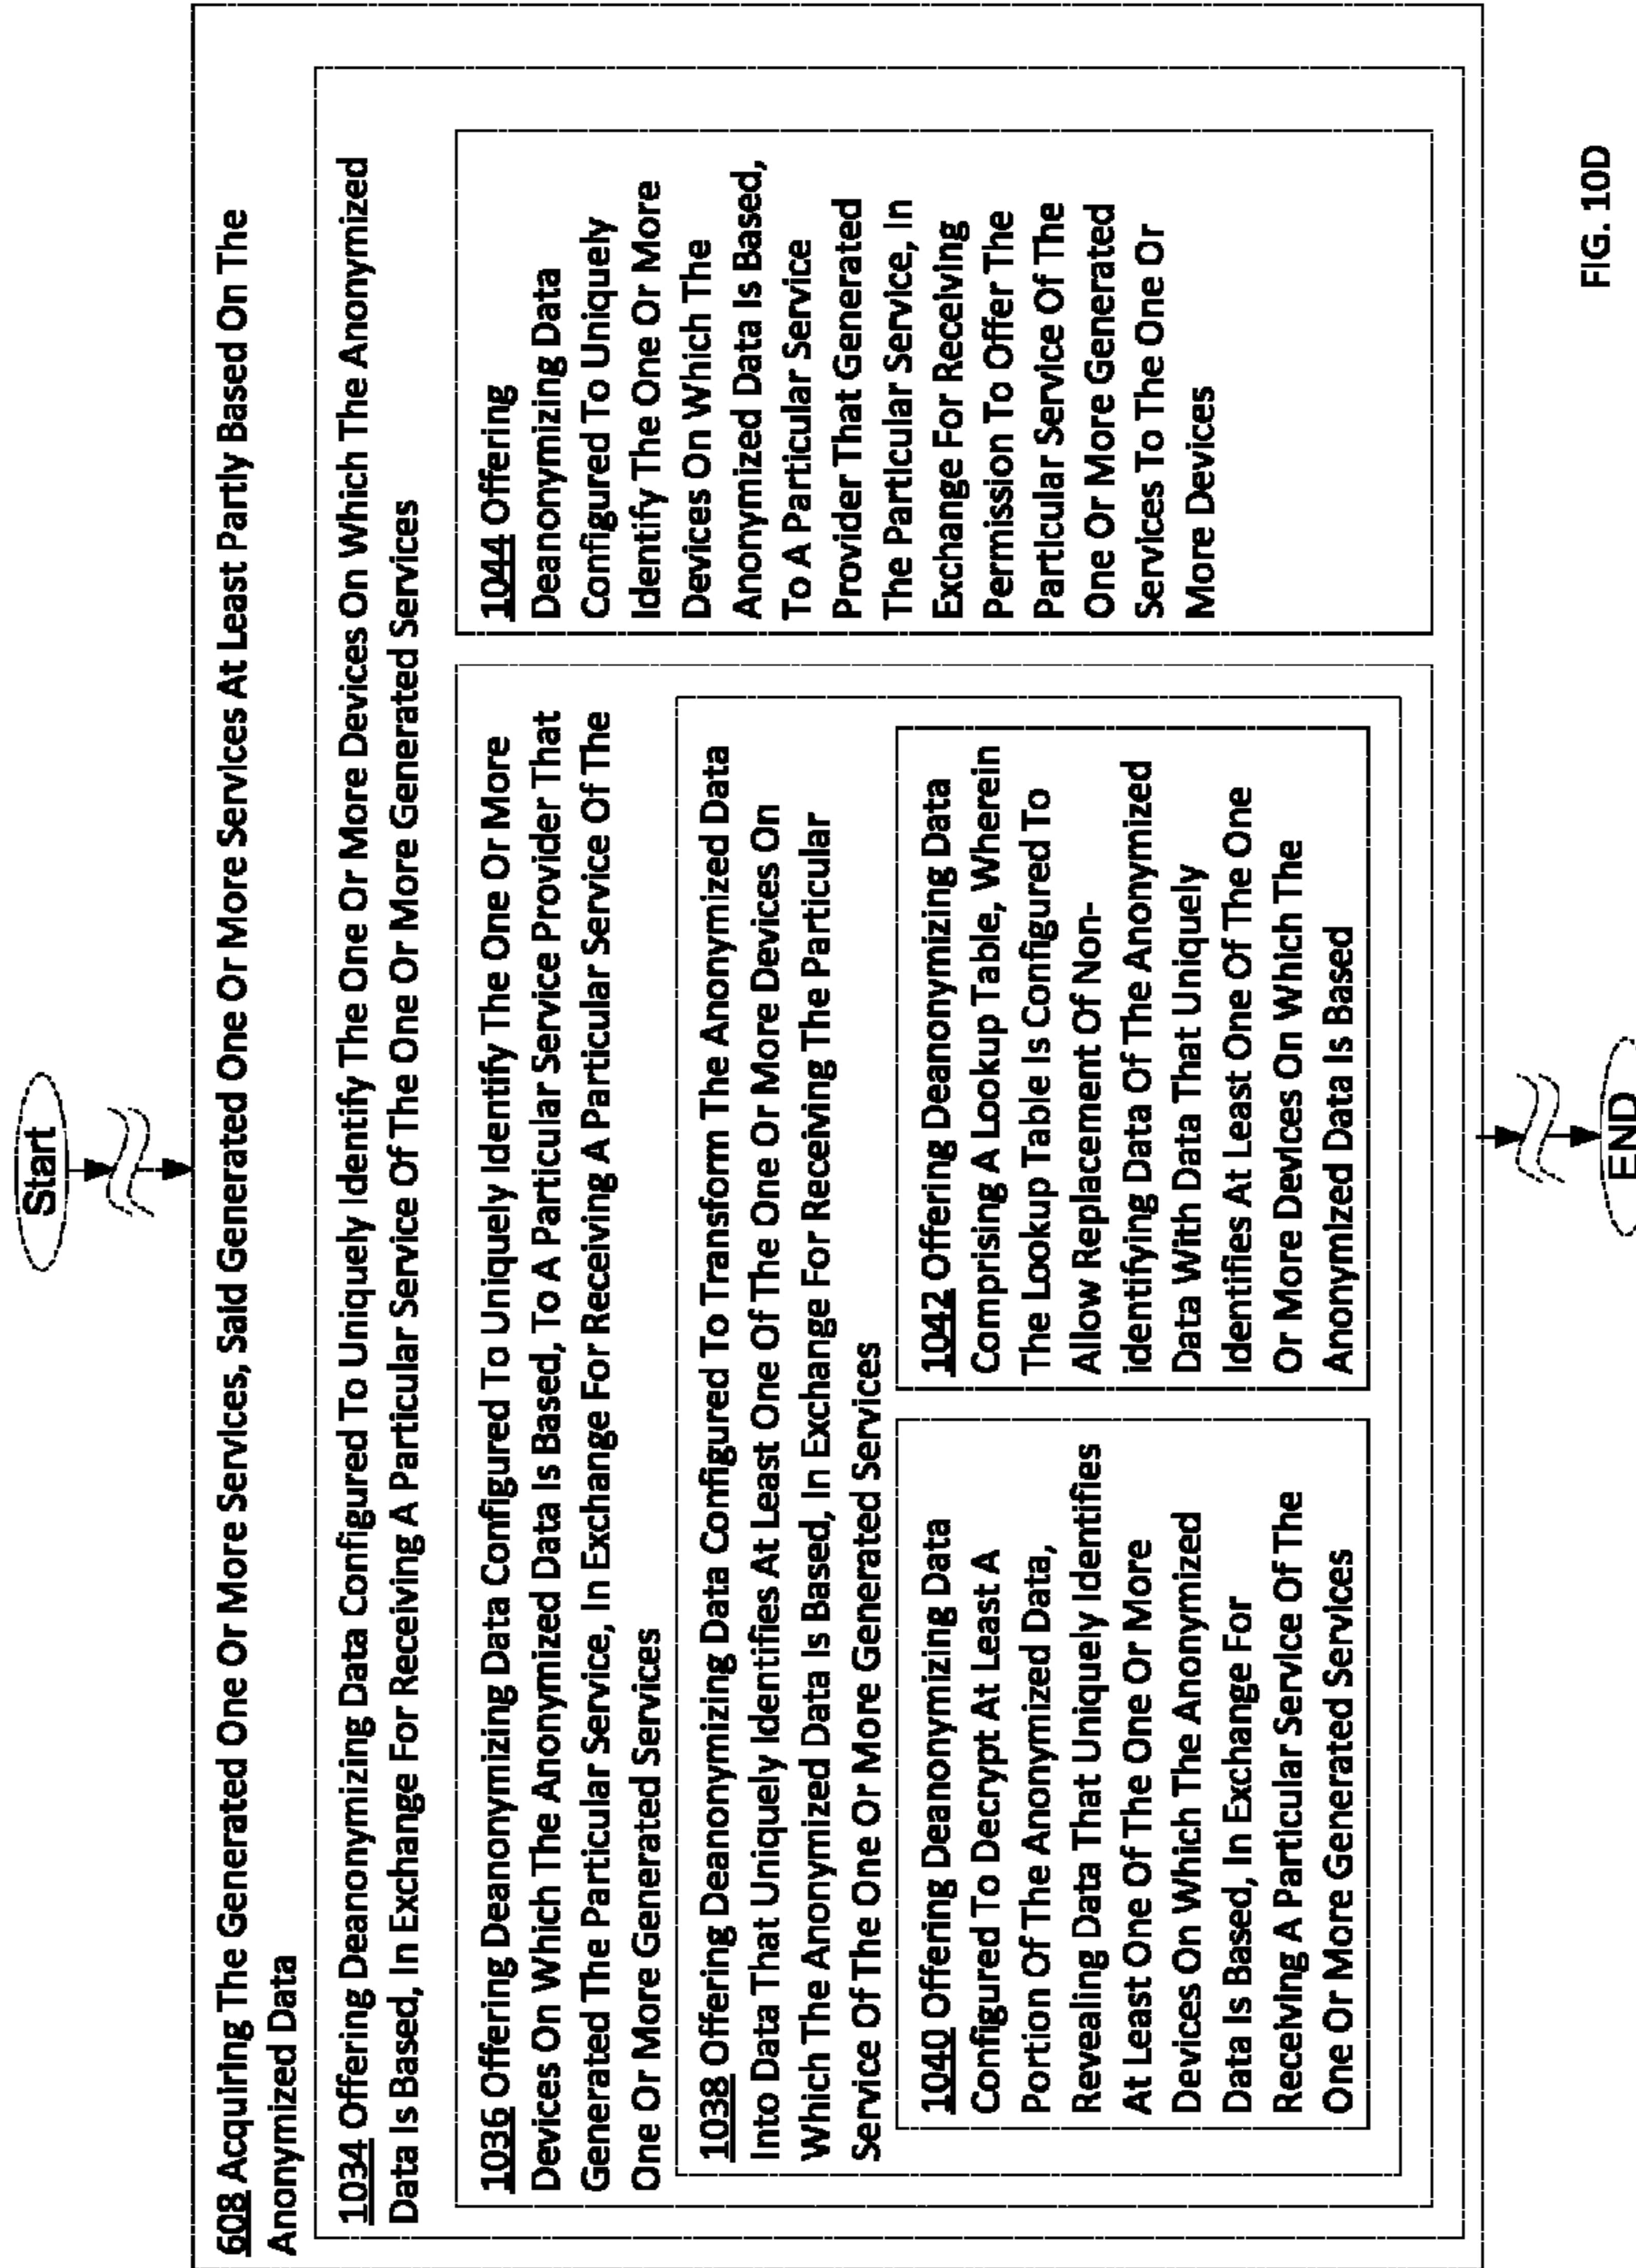 Start
608 Acquiring The Generated One Or More Services, Said Generated One Or More Services At Least Partly Based On The
Anonymized Data
1034 Offering Deanonymizing Data Configured To Uniquely Identify The One Or More Devices On Which The Anonymized
Data Is Based, In Exchange For Receiving A Particular Service Of The One Or More Generated Services
1036 Offering Deanonymizing Data Configured To Uniquely Identify The One Or More
Devices On Which The Anonymized Data Is Based, To A Particular Service Provider That
Generated The Particular Service, In Exchange For Receiving A Particular Service Of The
One Or More Generated Services
1038 Offering Deanonymizing Data Configured To Transform The Anonymized Data
Into Data That Uniquely Identifies At Least One Of The One Or More Devices On
Which The Anonymized Data Is Based, In Exchange For Receiving The Particular
Service Of The One Or More Generated Services
1040 Offering Deanonymizing Data
Configured To Decrypt At Least A
Portion Of The Anonymized Data,
Revealing Data That Uniquely Identifies
At Least One Of The One Or More
Devices On Which The Anonymized
Data Is Based, In Exchange For
Receiving A Particular Service Of The
One Or More Generated Services
1042 Offering Deanonymizing Data
Comprising A Lookup Table, Wherein
The Lookup Table Is Configured To
Allow Replacement Of Non-
identifying Data Of The Anonymized
Data With Data That Uniquely
Identifies At Least One Of The One
Or More Devices On Which The
Anonymized Data Is Based
1044 Offering
Deanonymizing Data
Configured To Uniquely
Identify The One Or More
Devices On Which The
Anonymized Data Is Based,
To A Particular Service
Provider That Generated
The Particular Service, In
Exchange For Receiving
Permission To Offer The
Particular Service Of The
One Or More Generated
Services To The One Or
More Devices
END
FIG. 10D